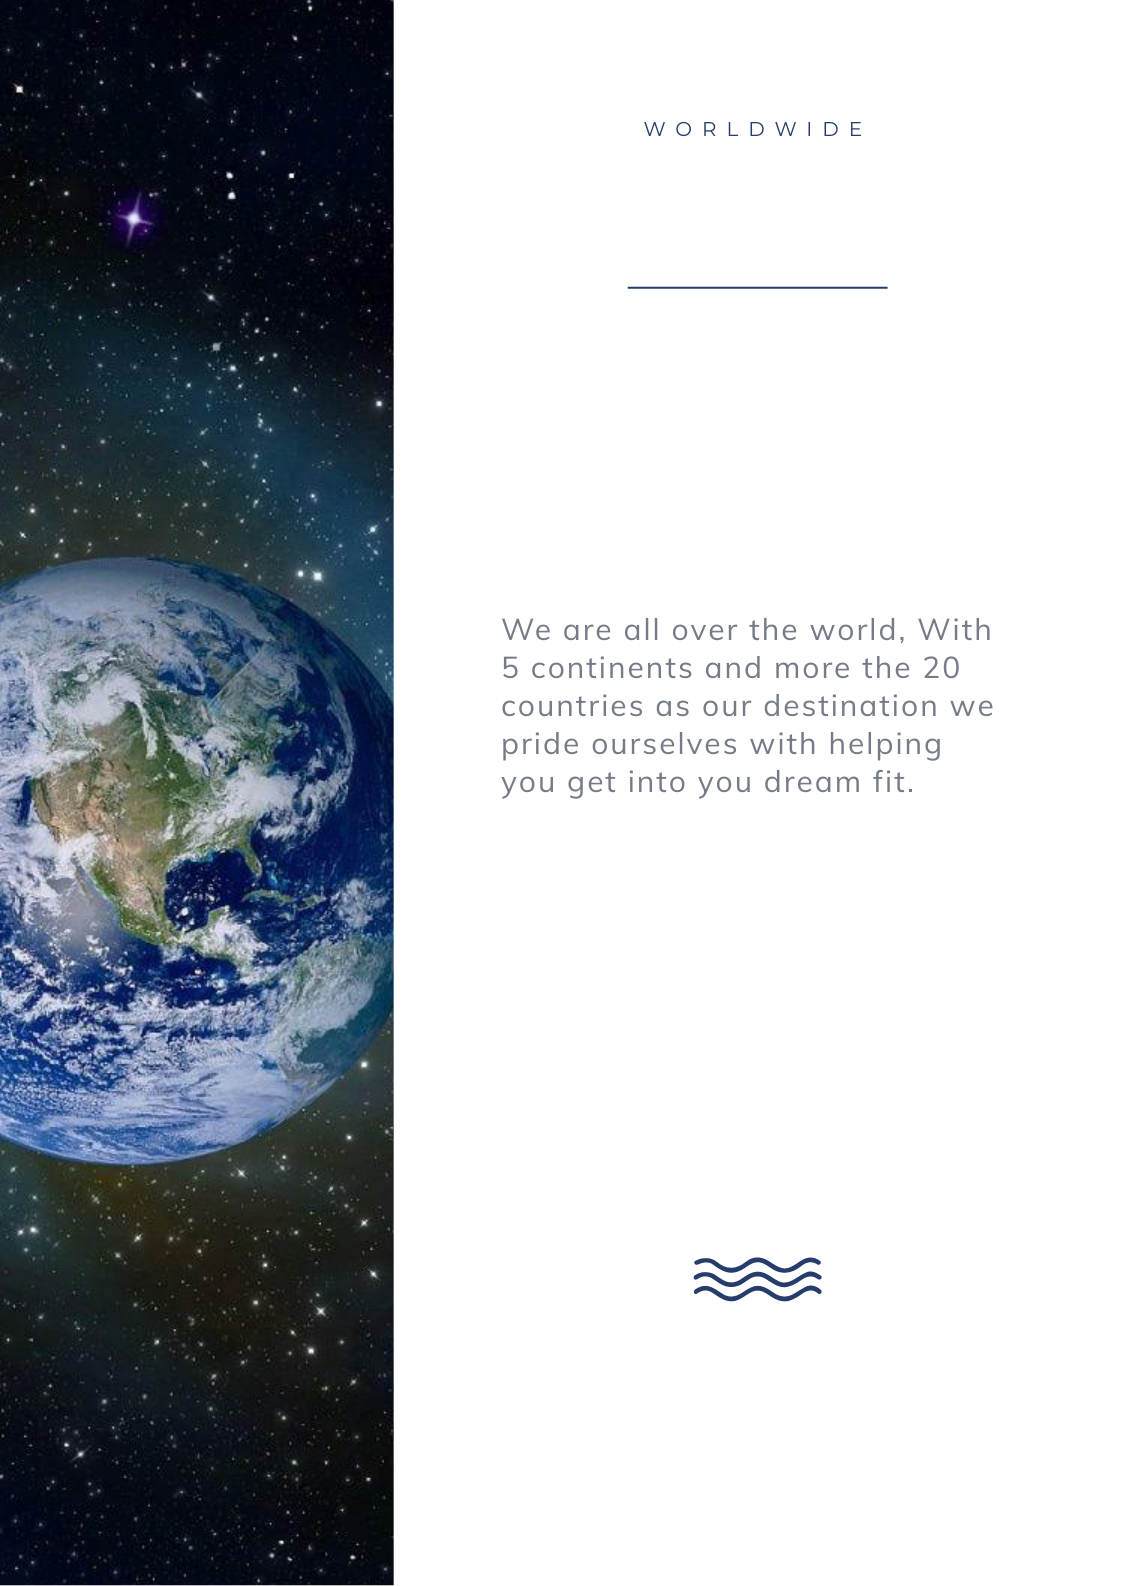 WORLDWIDE
We are all over the world, With
5 continents and more the 20
countries as our destination we
pride ourselves with helping
you get into you dream fit.